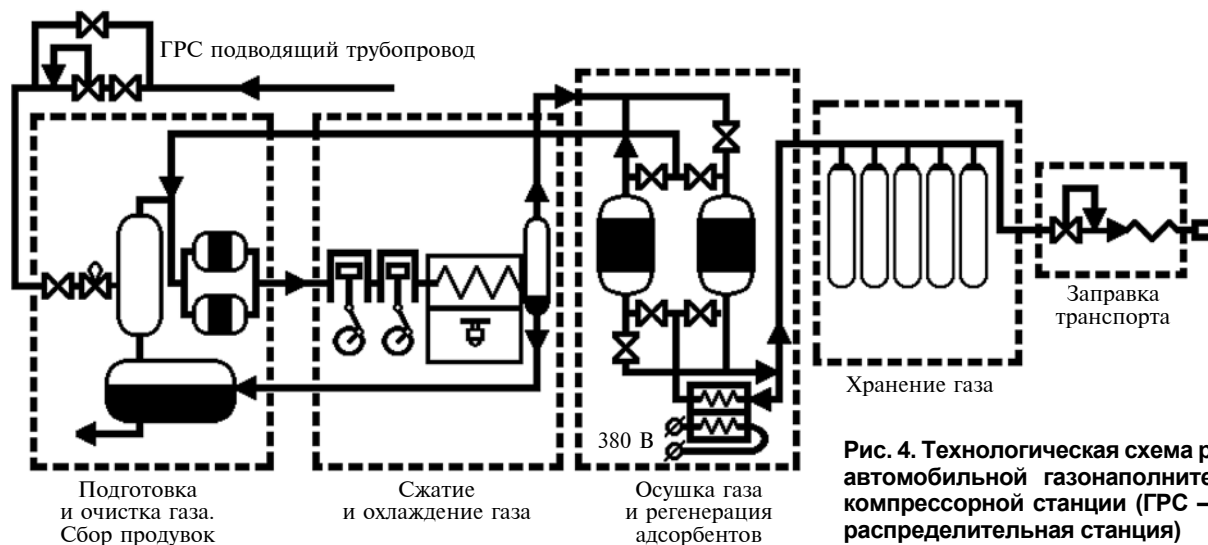 ГРС подводящий трубопровод
Заправка
транспорта
Хранение газа
380 В
Подготовка
и очистка газа.
Сбор продувок
Сжатие
и охлаждение газа
Осушка газа
и регенерация
адсорбентов
Рис. 4. Технологическая схема
автомобильной
компрессорной станции (ГРС –
распределительная станция)